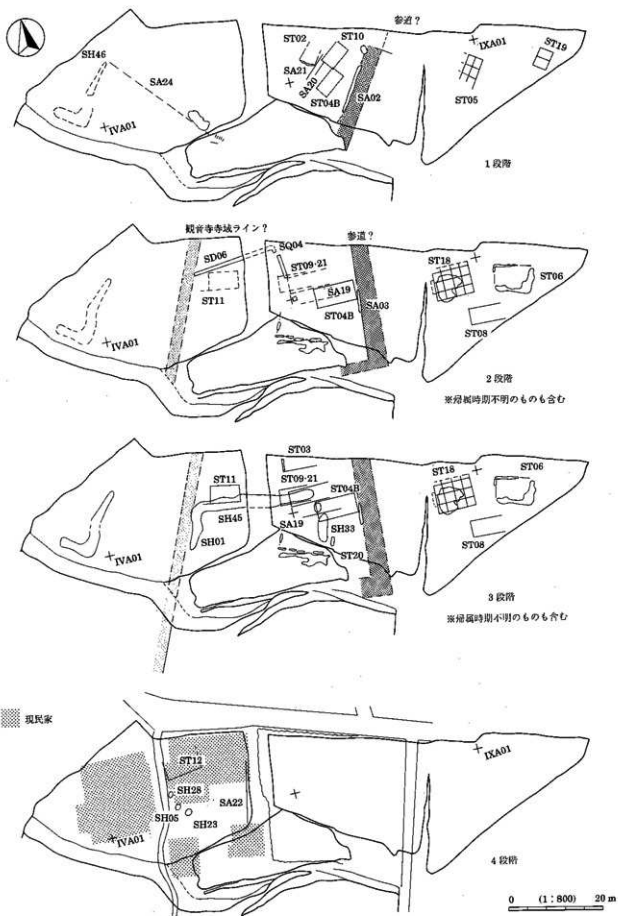 参道？
ST02
ST10
IXA01
ST19
SH46
SA21
SA24
SA20
ST04B
SA02
ST05
IVA01
1段階
観音寺寺域ライン？
参道？
SQ04
SD06
ST09·21
ST18
ST06
ST11
SA19
ST04B
SA03
ST08
IVA01
2段階
※帰属時期不明のものも含む
ST03
ST11
ST09·21
ST04B
ST18
ST06
SH45
SA19
SH33
SH01
ST08
IVA01
ST20
3段階
※帰属時期不明のものも含む
現民家
ST12
IXA01
SH28
SA22
SH05
SH23
IVA01
4段階
0 (1:800) 20 m